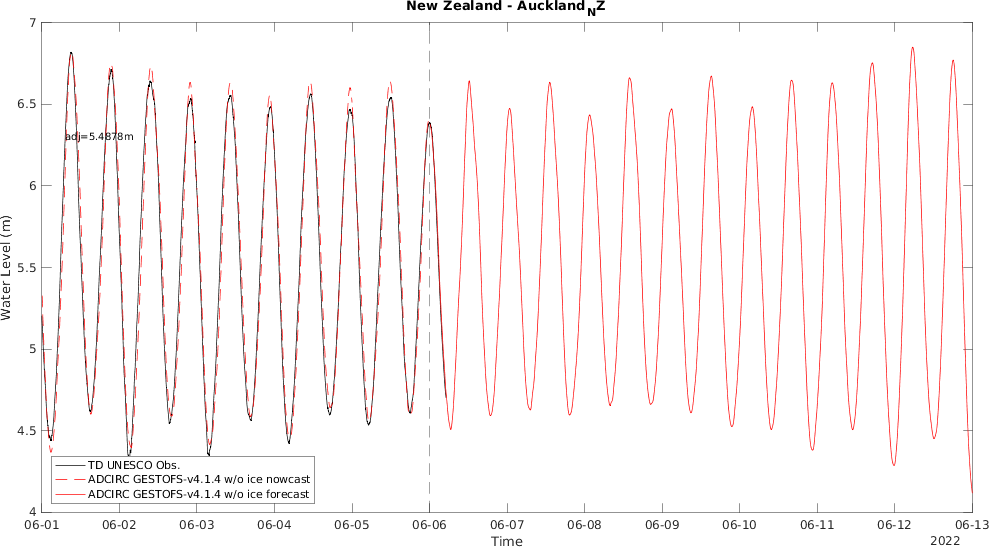 New Zealand - Auckland_NZ
7
6.5
6
5.5
5
4.5
4
Water Level (m)
adj=5.4878m
TD UNESCO Obs.
ADCIRC GESTOFS-v4.1.4 w/o ice nowcast
ADCIRC GESTOFS-v4.1.4 w/o ice forecast
06-01 06-02 06-03 06-04 06-05 06-06 06-07 06-08 06-09 06-10 06-11 06-12 06-13
Time
2022